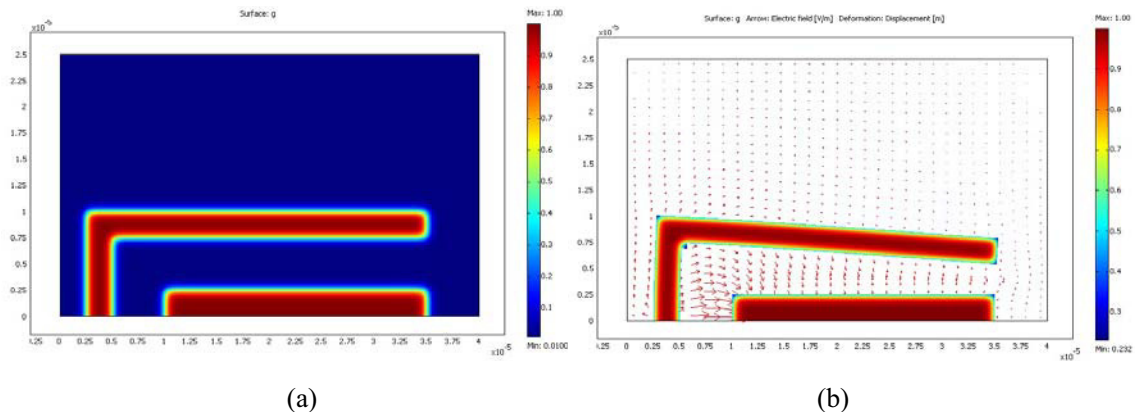 Surface: g
Max: 1.00
x10⁻⁵
2.5
2.25
2
1.75
1.5
1.25
1
0.75
0.5
0.25
0
.25 0 0.25 0.5 0.75 1 1.25 1.5 1.75 2 2.25 2.5 2.75 3 3.25 3.5 3.75 4
x10⁻⁵
0.9
0.8
0.7
0.6
0.5
0.4
0.3
0.2
0.1
Min: 0.0100
(a)
Surface: g Arrow: Electric field [V/m] Deformation: Displacement [m]
Max: 1.00
x10⁻⁵
2.5
2.25
2
1.75
1.5
1.25
1
0.75
0.5
0.25
0
.25 0 0.25 0.5 0.75 1 1.25 1.5 1.75 2 2.25 2.5 2.75 3 3.25 3.5 3.75 4
x10⁻⁵
0.9
0.8
0.7
0.6
0.5
0.4
0.3
Min: 0.232
(b)